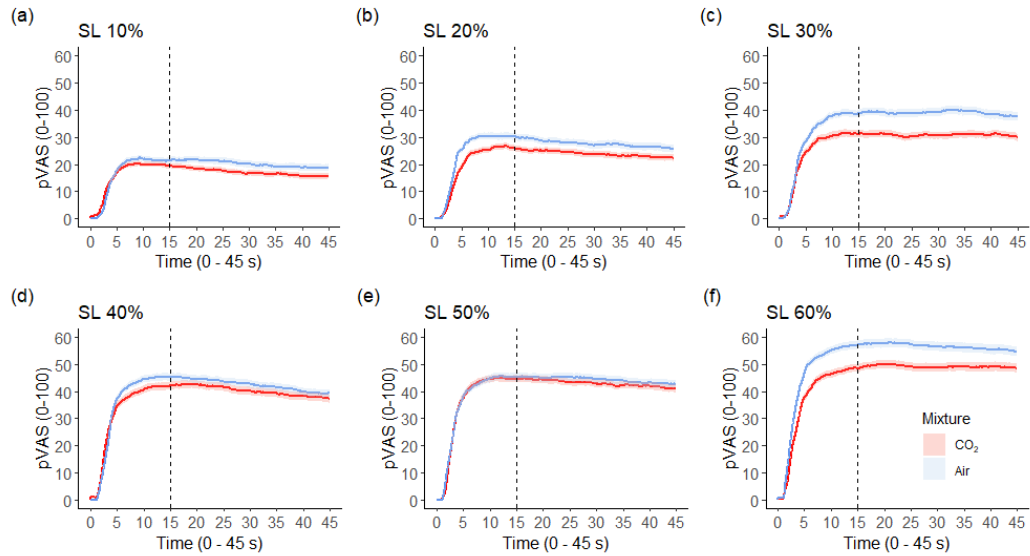 (a)
SL 10%
pVAS (0-100)
60
50
40
30
20
10
0
0 5 10 15 20 25 30 35 40 45
Time (0 - 45 s)
(b)
SL 20%
pVAS (0-100)
60
50
40
30
20
10
0
0 5 10 15 20 25 30 35 40 45
Time (0 - 45 s)
(c)
SL 30%
pVAS (0-100)
60
50
40
30
20
10
0
0 5 10 15 20 25 30 35 40 45
Time (0 - 45 s)
(d)
SL 40%
pVAS (0-100)
60
50
40
30
20
10
0
0 5 10 15 20 25 30 35 40 45
Time (0 - 45 s)
(e)
SL 50%
pVAS (0-100)
60
50
40
30
20
10
0
0 5 10 15 20 25 30 35 40 45
Time (0 - 45 s)
(f)
SL 60%
pVAS (0-100)
60
50
40
30
20
10
0
0 5 10 15 20 25 30 35 40 45
Time (0 - 45 s)
Mixture
CO₂
Air